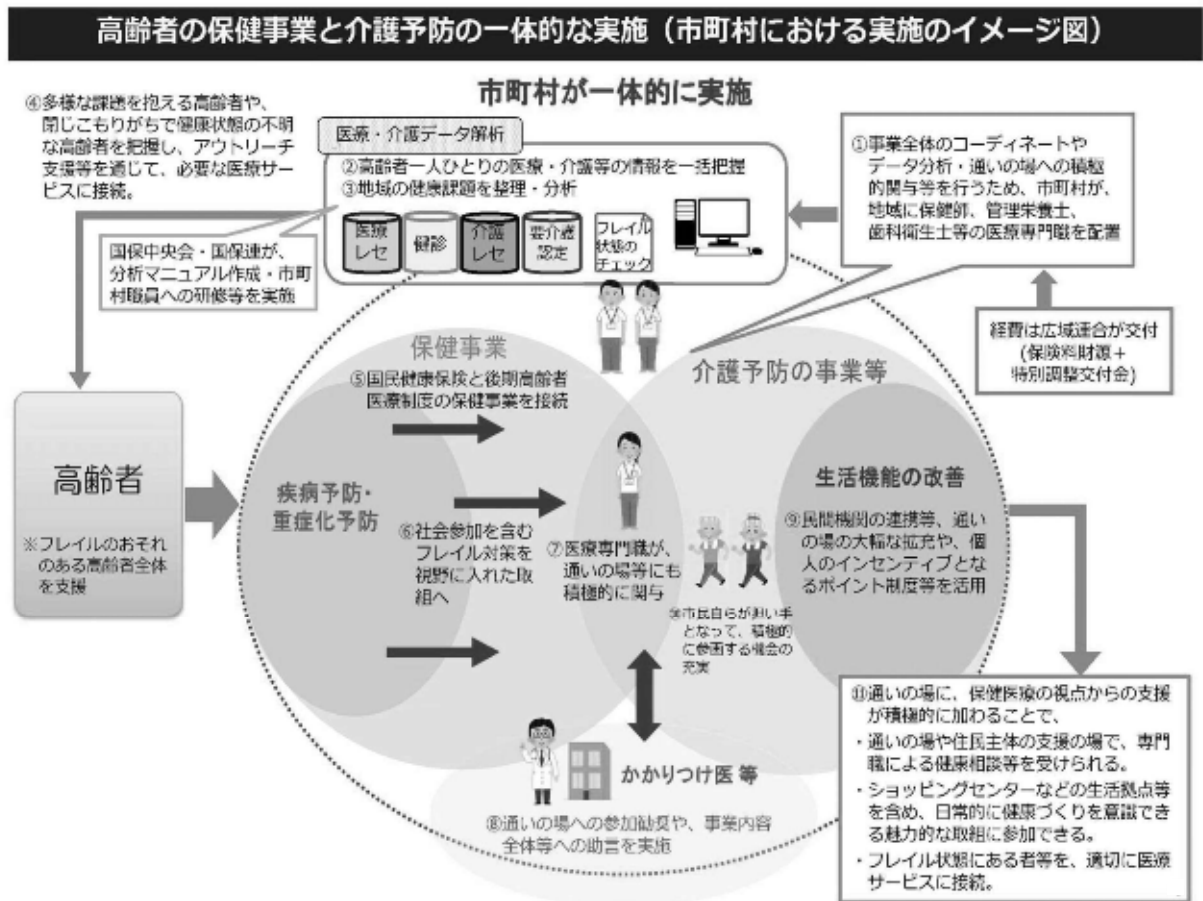 高齢者の保健事業と介護予防の一体的な実施（市町村における実施のイメージ図）
市町村が一体的に実施
④多様な課題を抱える高齢者や、
閉じこもりがちで健康状態の不明
な高齢者を把握し、アウトリーチ
支援等を通じて、必要な医療サー
ビスに接続。
医療・介護データ解析
②高齢者一人ひとりの医療・介護等の情報を一括把握
③地域の健康課題を整理・分析
医療
レセ
健診
介護
レセ
要介護
認定
フレイル
状態の
チェック
①事業全体のコーディネートや
データ分析・通いの場への積極
的関与等を行うため、市町村が、
地域に保健師、管理栄養士、
歯科衛生士等の医療専門職を配置
国保中央会・国保連が、
分析マニュアル作成・市町
村職員への研修等を実施
経費は広域連合が交付
(保険料財源＋
特別調整交付金)
保健事業
⑤国民健康保険と後期高齢者
医療制度の保健事業を接続
介護予防の事業等
高齢者
※フレイルのおそれ
のある高齢者全体
を支援
疾病予防・
重症化予防
⑥社会参加を含む
フレイル対策を
視野に入れた取
組へ
⑦医療専門職が、
通いの場等にも
積極的に関与
生活機能の改善
⑨民間機関の連携等、通い
の場の大幅な拡充や、個
人のインセンティブとな
るポイント制度等を活用
市民自らが担い手
となって、積極的
に参画する機会の
充実
かかりつけ医 等
⑧通いの場への参加勧奨や、事業内容
全体等への助言を実施
⑪通いの場に、保健医療の視点からの支援
が積極的に加わることで、
・通いの場や住民主体の支援の場で、専門
職による健康相談等を受けられる。
・ショッピングセンターなどの生活拠点等
を含め、日常的に健康づくりを意識でき
る魅力的な取組に参加できる。
・フレイル状態にある者等を、適切に医療
サービスに接続。